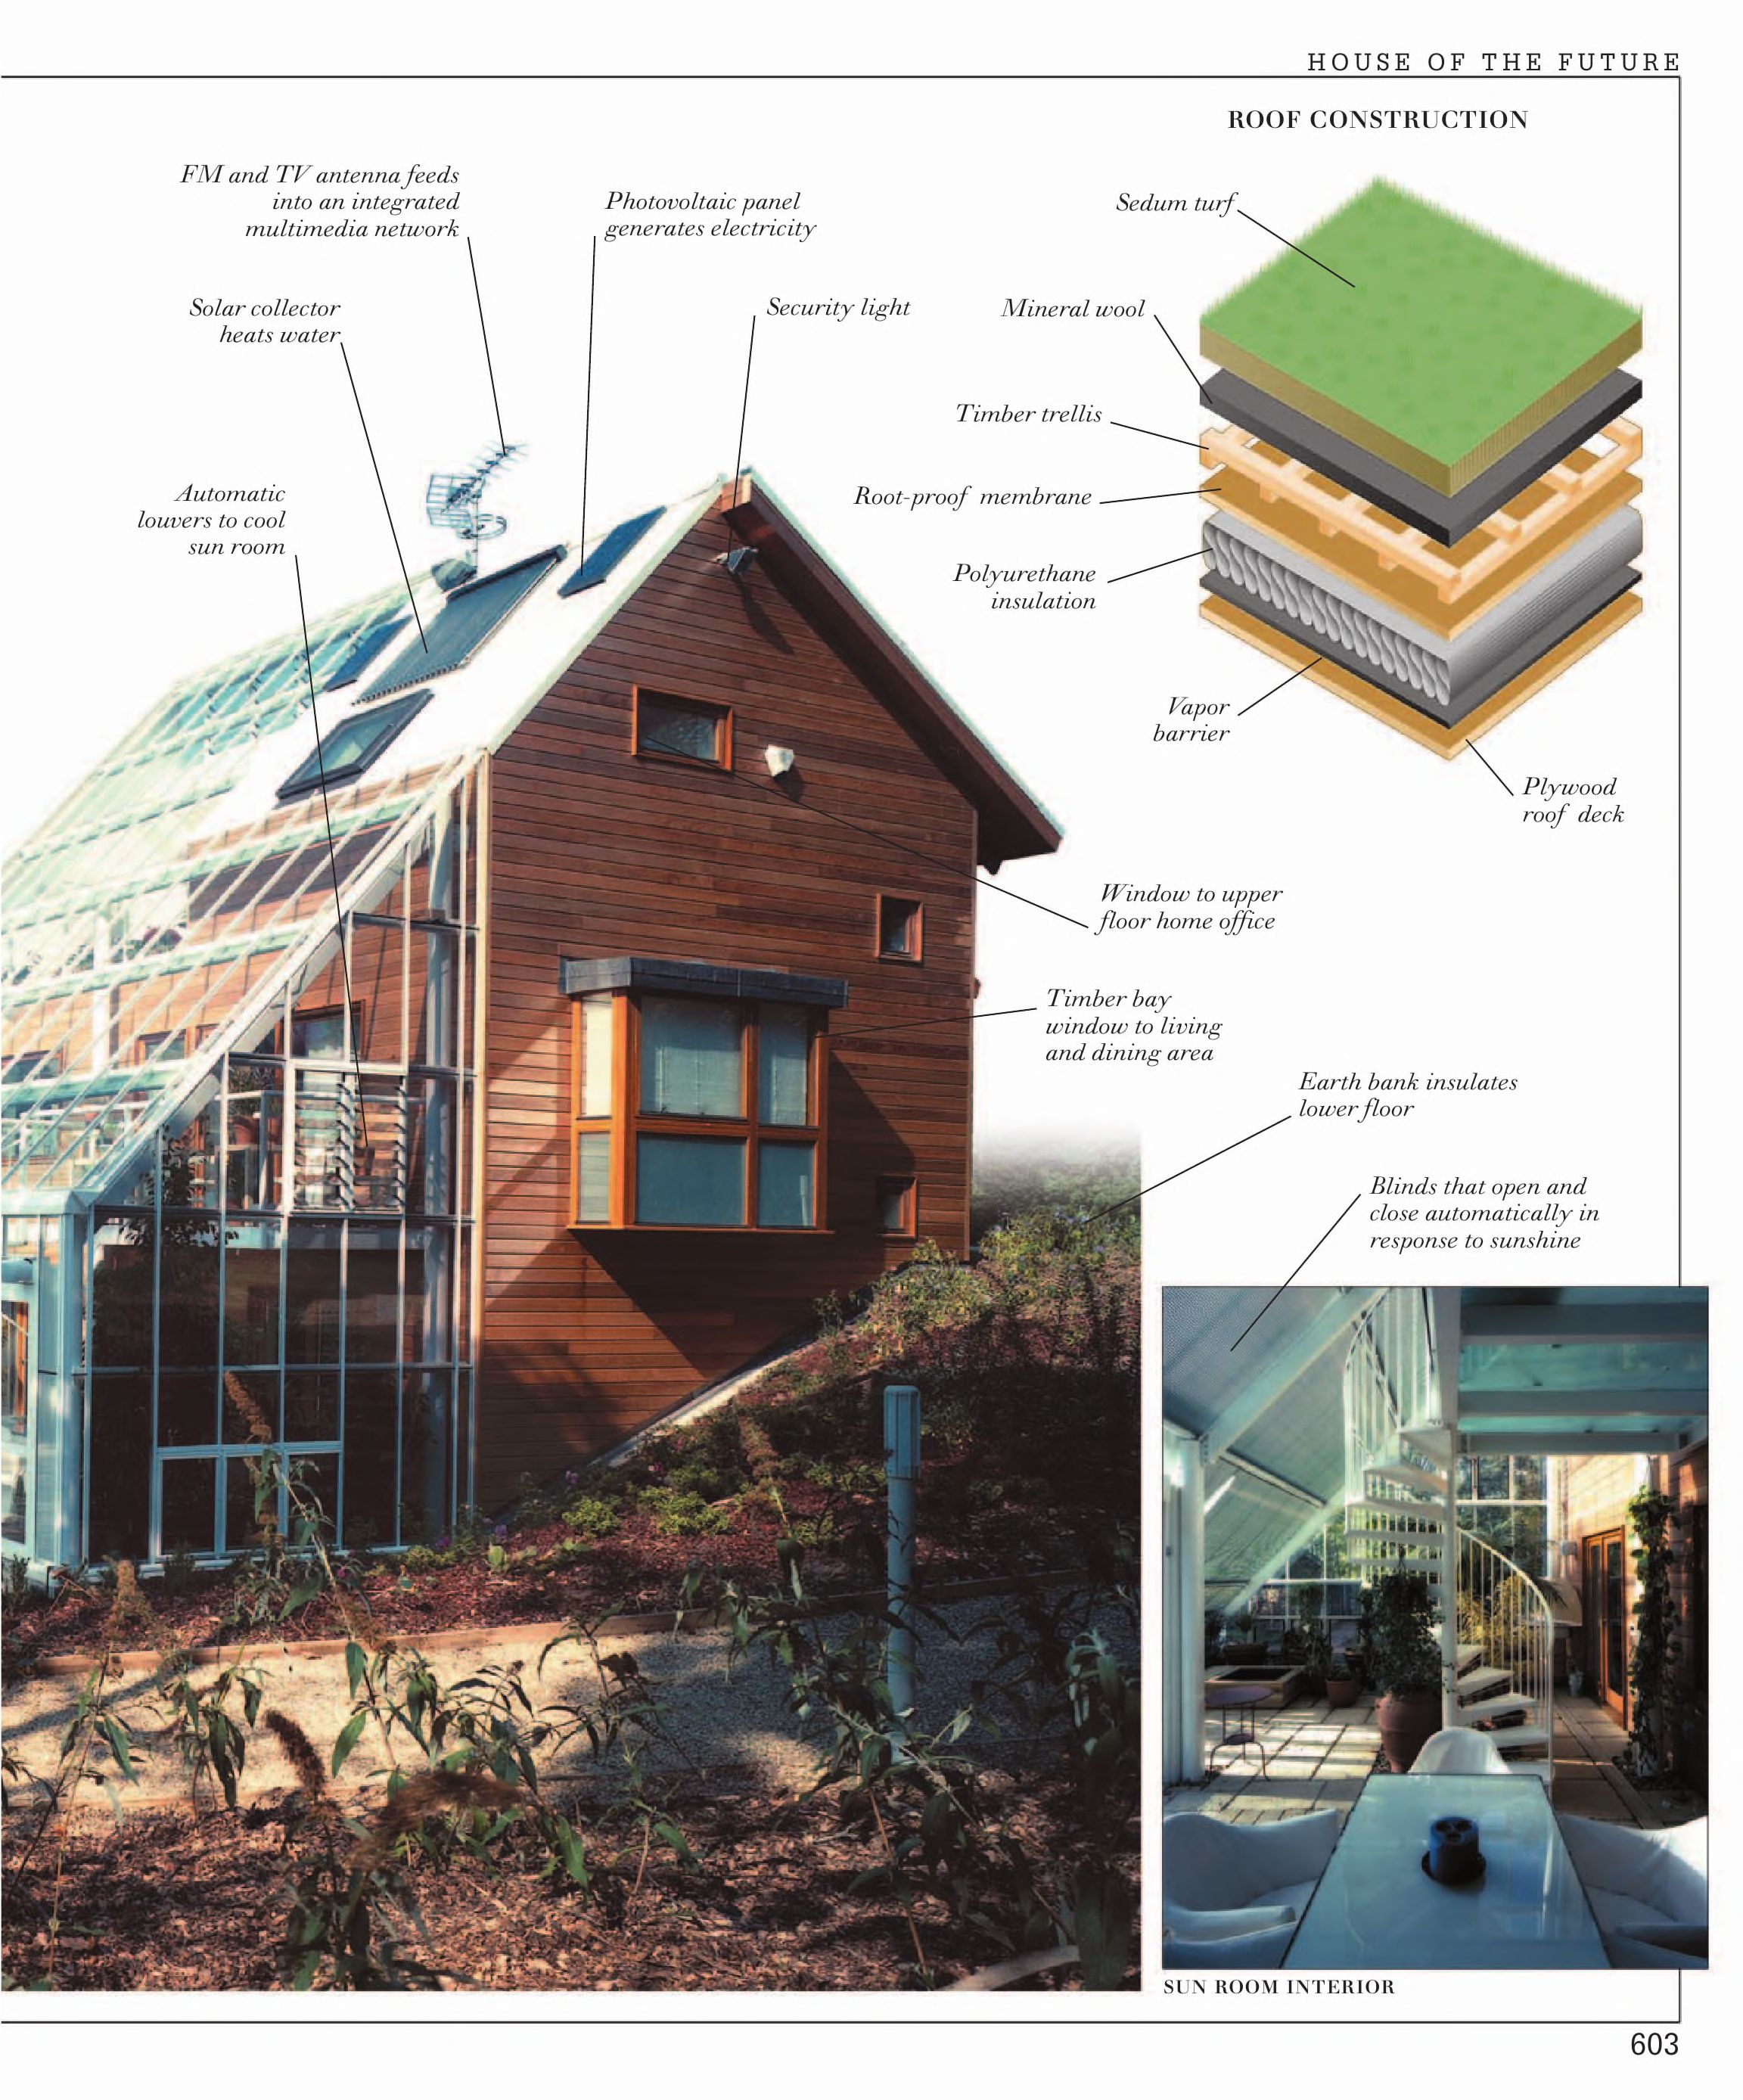 HOUSE OF THE FUTURE
ROOF CONSTRUCTION
FM and TV antenna feeds
into an integrated
multimedia network
Photovoltaic panel
generates electricity
Sedum turf
Solar collector
heats water
Security light
Mineral wool
Timber trellis
Automatic
louvers to cool
sun room
Root-proof membrane
Polyurethane
insulation
Vapor
barrier
Plywood
roof deck
Window to upper
floor home office
Timber bay
window to living
and dining area
Earth bank insulates
lower floor
Blinds that open and
close automatically in
response to sunshine
SUN ROOM INTERIOR
603